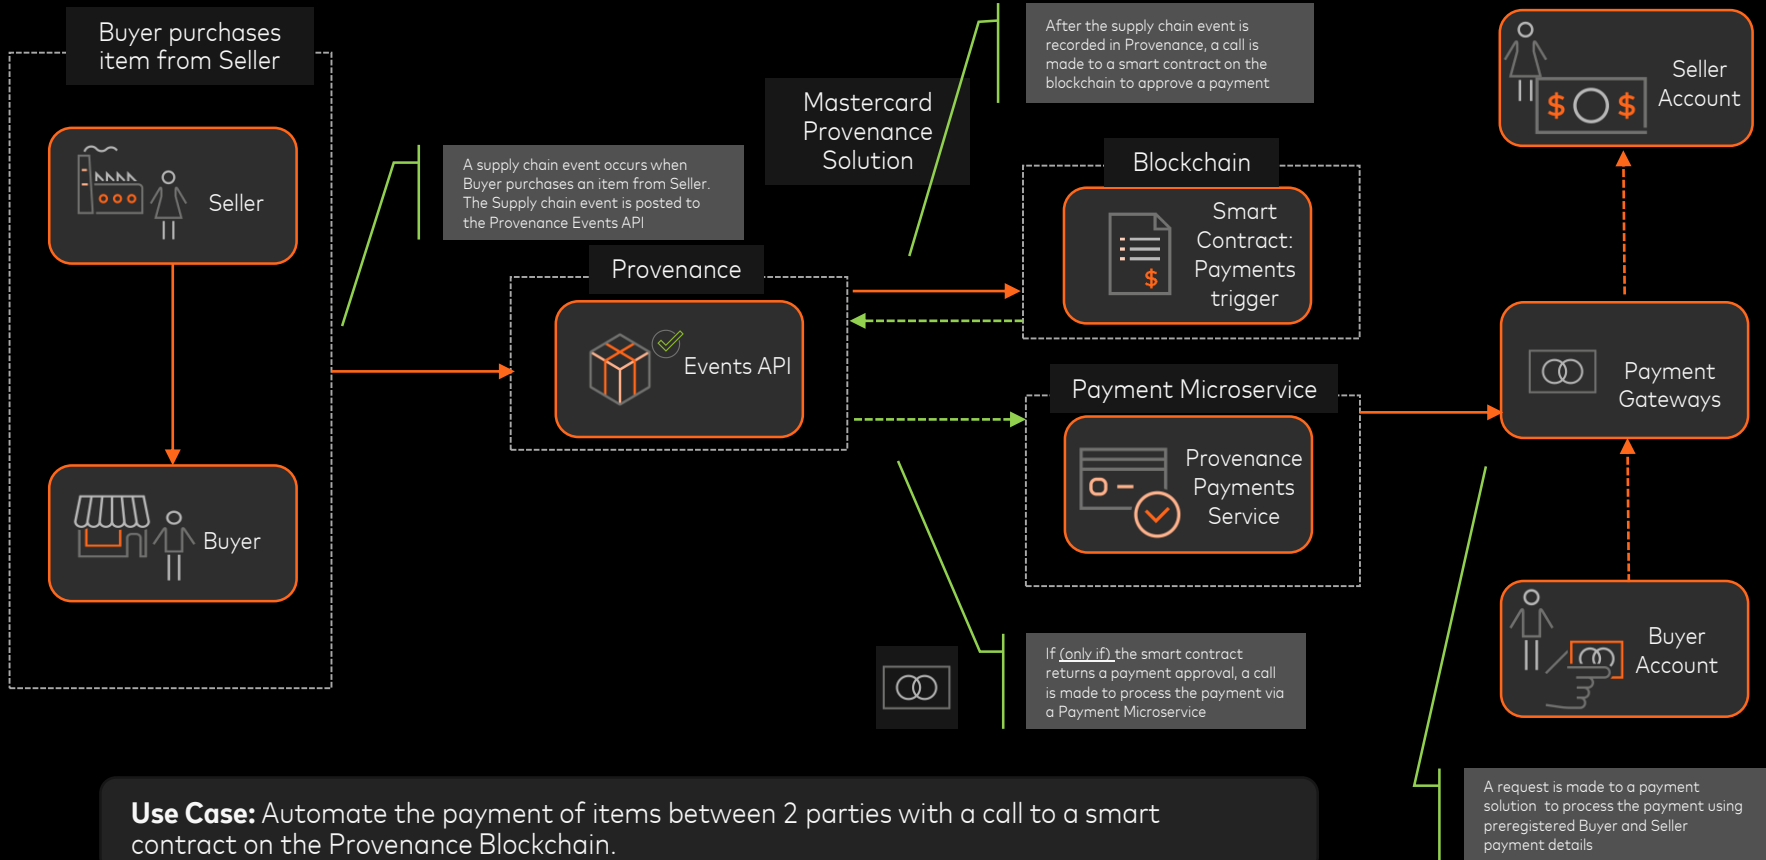 Buyer purchases
item from Seller
Seller
Buyer
A supply chain event occurs when
Buyer purchases an item from Seller.
The Supply chain event is posted to
the Provenance Events API
Provenance
Events API
Mastercard
Provenance
Solution
After the supply chain event is
recorded in Provenance, a call is
made to a smart contract on the
blockchain to approve a payment
Blockchain
Smart
Contract:
Payments
trigger
$
Payment Microservice
Provenance
Payments
Service
If (only if) the smart contract
returns a payment approval, a call
is made to process the payment via
a Payment Microservice
Seller
Account
$ $
Payment
Gateways
Buyer
Account
A request is made to a payment
solution to process the payment using
preregistered Buyer and Seller
payment details
Use Case: Automate the payment of items between 2 parties with a call to a smart
contract on the Provenance Blockchain.